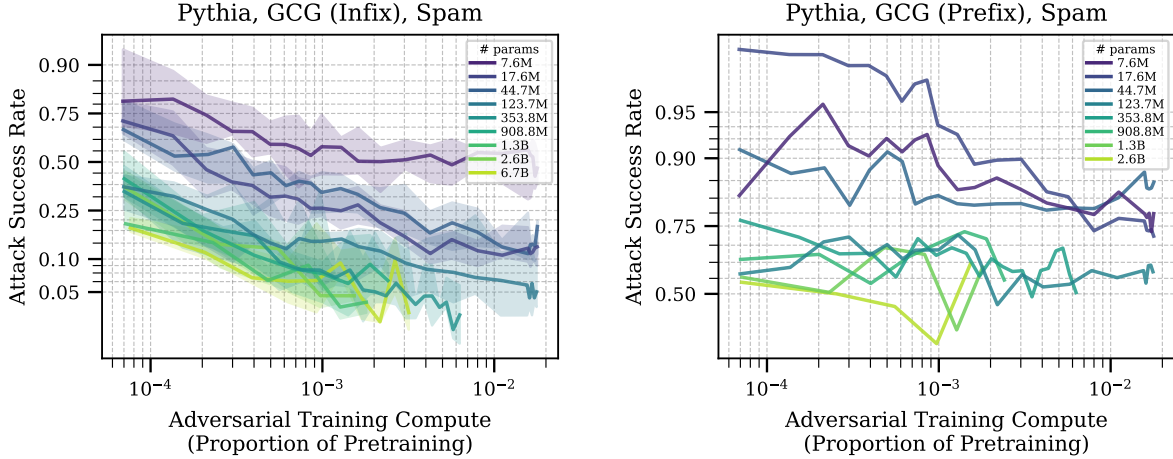 Pythia, GCG (Infix), Spam
Attack Success Rate
0.90
0.75
0.50
0.25
0.10
0.05
# params
7.6M
17.6M
44.7M
123.7M
353.8M
908.8M
1.3B
2.6B
6.7B
10⁻⁴
10⁻³
10⁻²
Adversarial Training Compute
(Proportion of Pretraining)
Pythia, GCG (Prefix), Spam
Attack Success Rate
0.95
0.90
0.75
0.50
# params
7.6M
17.6M
44.7M
123.7M
353.8M
908.8M
1.3B
2.6B
10⁻⁴
10⁻³
10⁻²
Adversarial Training Compute
(Proportion of Pretraining)